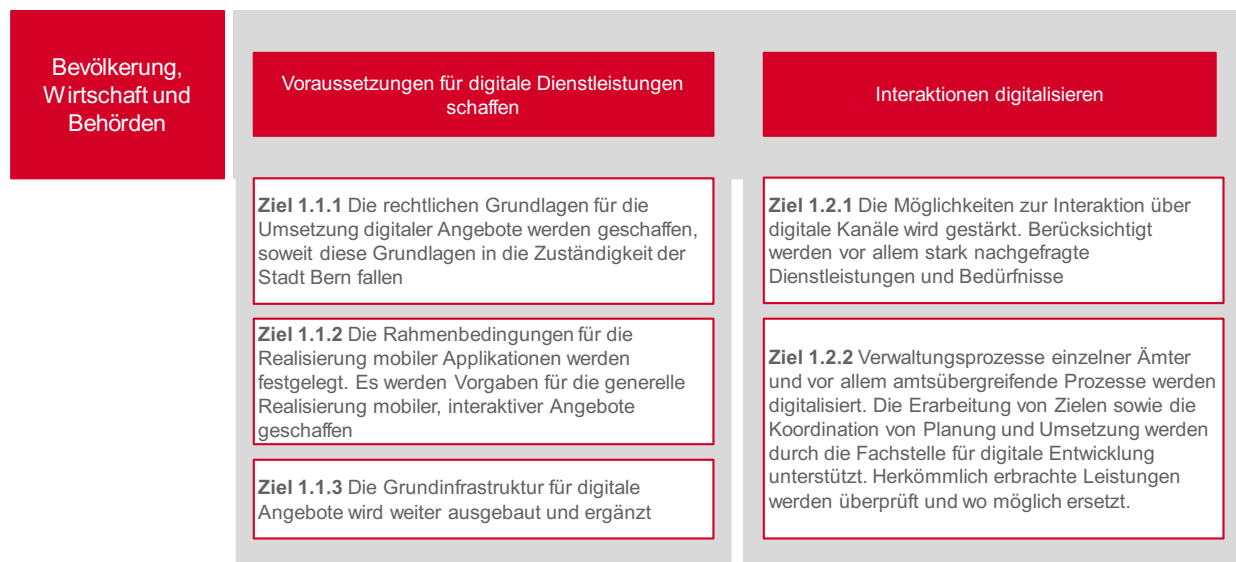 Bevölkerung,
Wirtschaft und
Behörden
Voraussetzungen für digitale Dienstleistungen
schaffen
Interaktionen digitalisieren
Ziel 1.1.1 Die rechtlichen Grundlagen für die
Umsetzung digitaler Angebote werden geschaffen,
soweit diese Grundlagen in die Zuständigkeit der
Stadt Bern fallen
Ziel 1.1.2 Die Rahmenbedingungen für die
Realisierung mobiler Applikationen werden
festgelegt. Es werden Vorgaben für die generelle
Realisierung mobiler, interaktiver Angebote
geschaffen
Ziel 1.1.3 Die Grundinfrastruktur für digitale
Angebote wird weiter ausgebaut und ergänzt
Ziel 1.2.1 Die Möglichkeiten zur Interaktion über
digitale Kanäle wird gestärkt. Berücksichtigt
werden vor allem stark nachgefragte
Dienstleistungen und Bedürfnisse
Ziel 1.2.2 Verwaltungsprozesse einzelner Ämter
und vor allem amtsübergreifende Prozesse werden
digitalisiert. Die Erarbeitung von Zielen sowie die
Koordination von Planung und Umsetzung werden
durch die Fachstelle für digitale Entwicklung
unterstützt. Herkömmlich erbrachte Leistungen
werden überprüft und wo möglich ersetzt.